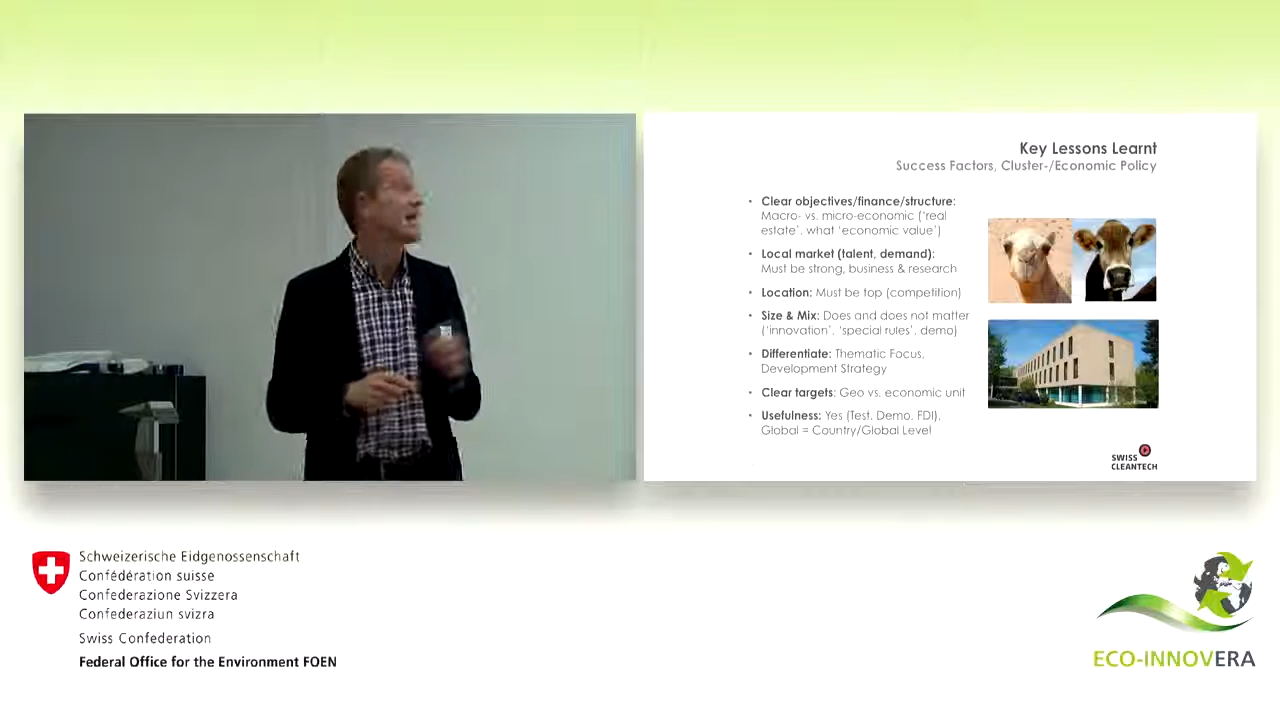 Key Lessons Learnt
Success Factors, Cluster-/Economic Policy
• Clear objectives/finance/structure:
Macro- vs. micro-economic ('real
estate', what 'economic value')
• Local market (talent, demand):
Must be strong, business & research
• Location: Must be top (competition)
• Size & Mix: Does and does not matter
('innovation', 'special rules', demo)
• Differentiate: Thematic Focus,
Development Strategy
• Clear targets: Geo vs. economic unit
• Usefulness: Yes (Test, Demo, FDI),
Global = Country/Global Level
SWISS
CLEANTECH
Schweizerische Eidgenossenschaft
Confédération suisse
Confederazione Svizzera
Confederaziun svizra
Swiss Confederation
Federal Office for the Environment FOEN
ECO-INNOVERA